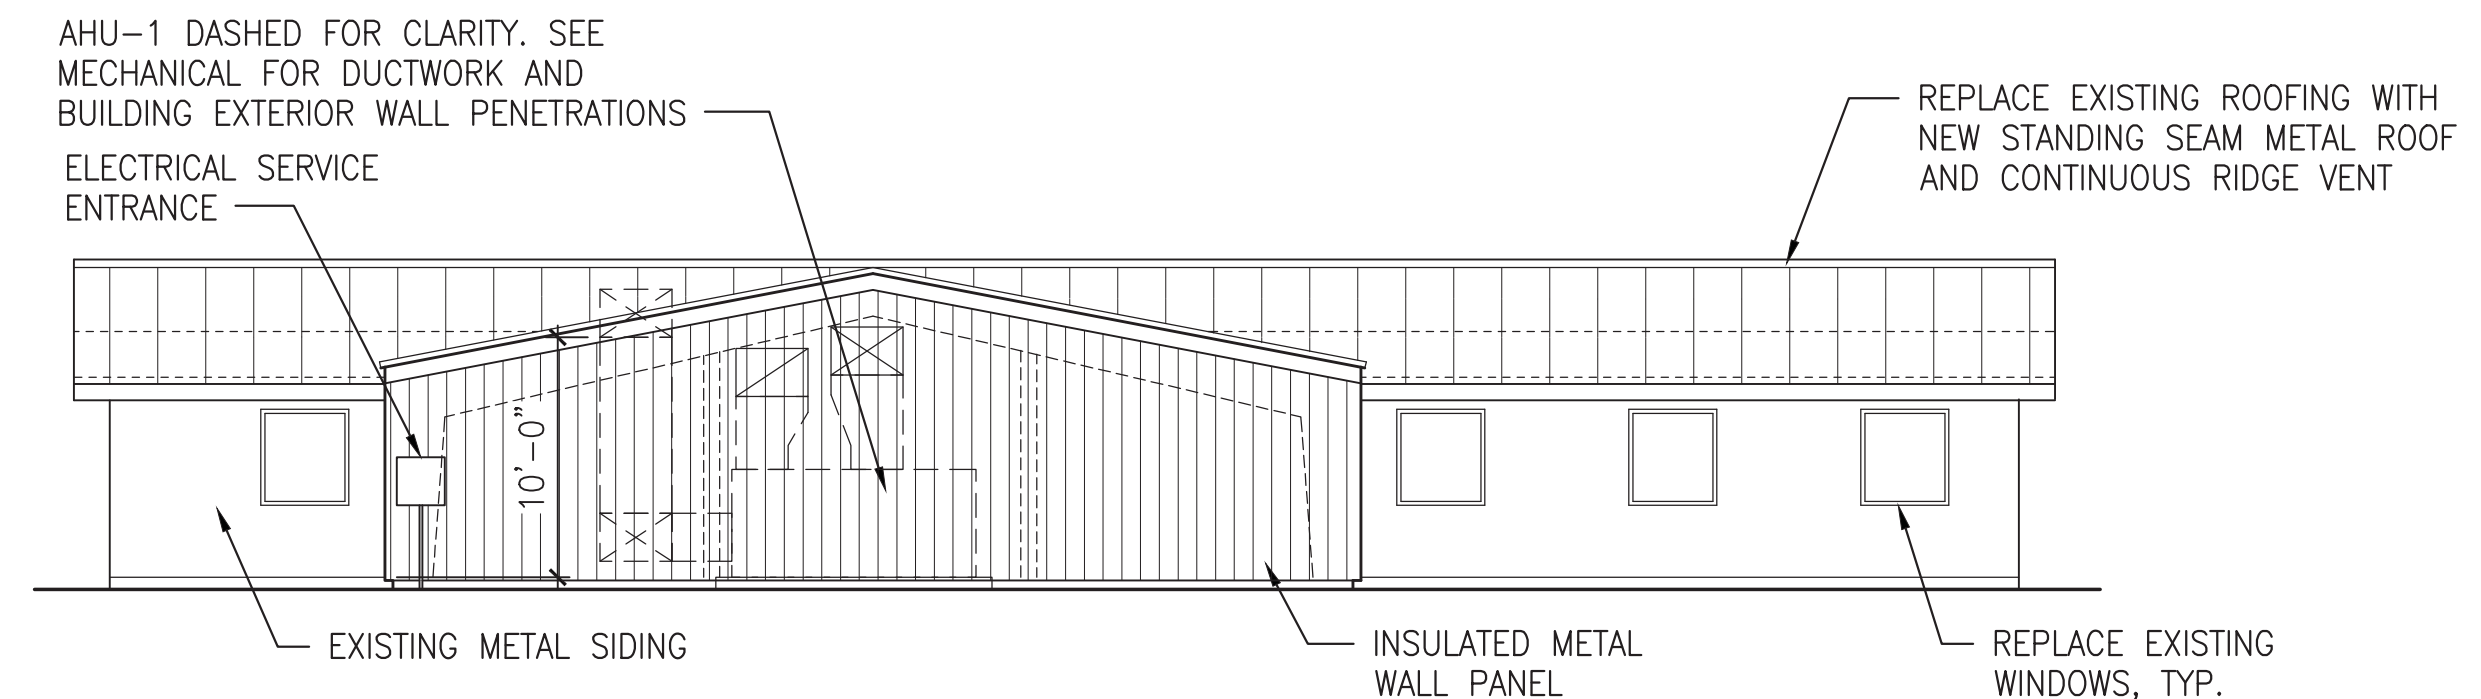 AHU-1 DASHED FOR CLARITY. SEE
MECHANICAL FOR DUCTWORK AND
BUILDING EXTERIOR WALL PENETRATIONS
ELECTRICAL SERVICE
ENTRANCE
REPLACE EXISTING ROOFING WITH
NEW STANDING SEAM METAL ROOF
AND CONTINUOUS RIDGE VENT
10'-0"
EXISTING METAL SIDING
INSULATED METAL
WALL PANEL
REPLACE EXISTING
WINDOWS, TYP.